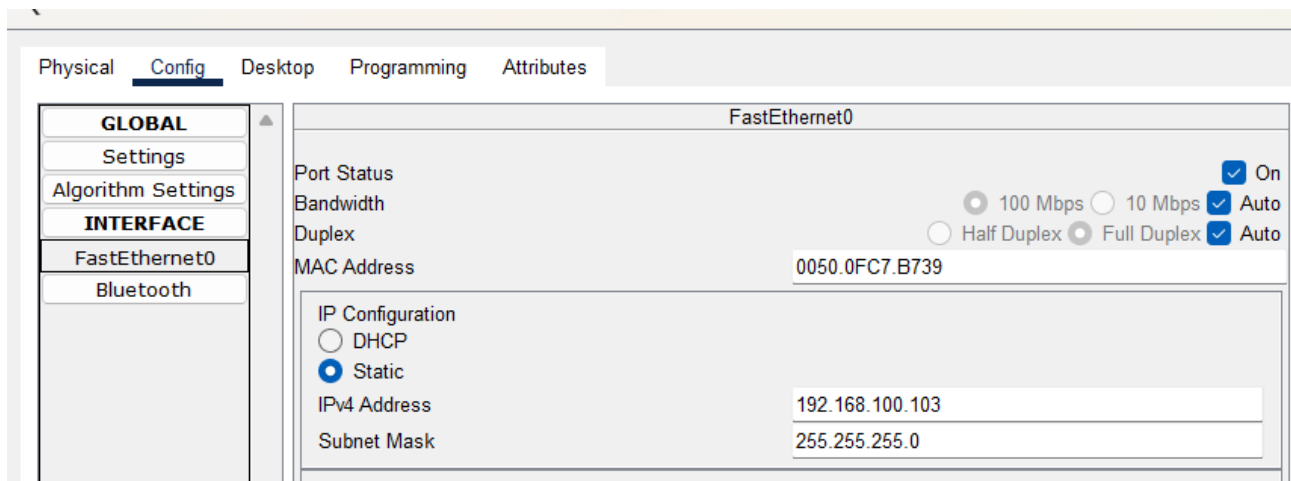 Physical Config Desktop Programming Attributes
GLOBAL
Settings
Algorithm Settings
INTERFACE
FastEthernet0
Bluetooth
FastEthernet0
Port Status On
Bandwidth 100 Mbps 10 Mbps Auto
Duplex Half Duplex Full Duplex Auto
MAC Address 0050.0FC7.B739
IP Configuration
DHCP
Static
IPv4 Address 192.168.100.103
Subnet Mask 255.255.255.0